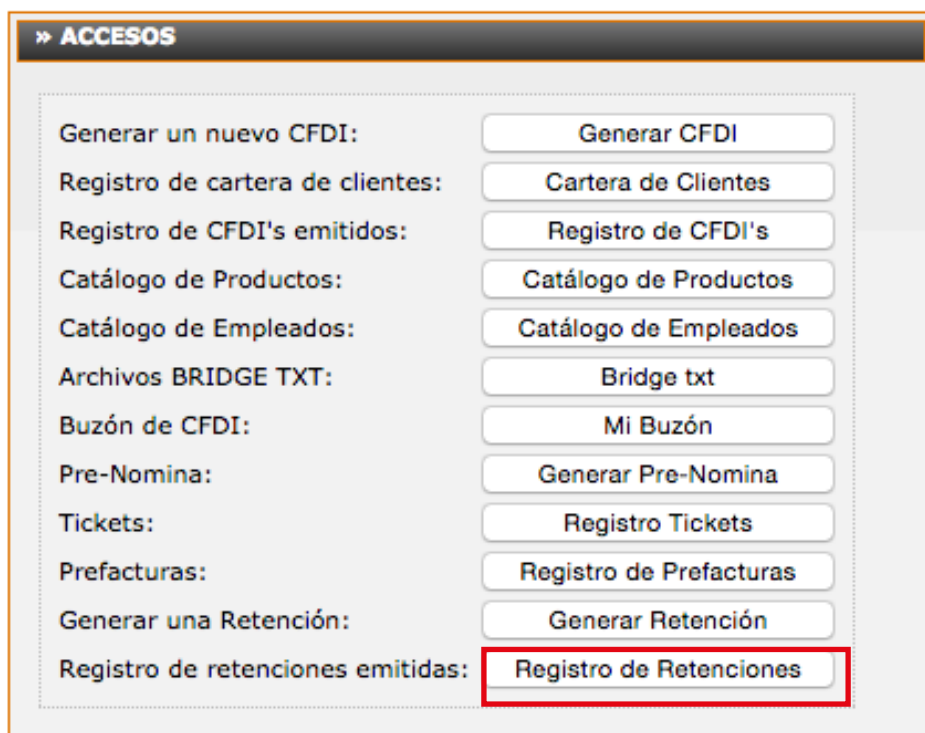 » ACCESOS
Generar un nuevo CFDI: Generar CFDI
Registro de cartera de clientes: Cartera de Clientes
Registro de CFDI's emitidos: Registro de CFDI's
Catálogo de Productos: Catálogo de Productos
Catálogo de Empleados: Catálogo de Empleados
Archivos BRIDGE TXT: Bridge txt
Buzón de CFDI: Mi Buzón
Pre-Nomina: Generar Pre-Nomina
Tickets: Registro Tickets
Prefacturas: Registro de Prefacturas
Generar una Retención: Generar Retención
Registro de retenciones emitidas: Registro de Retenciones